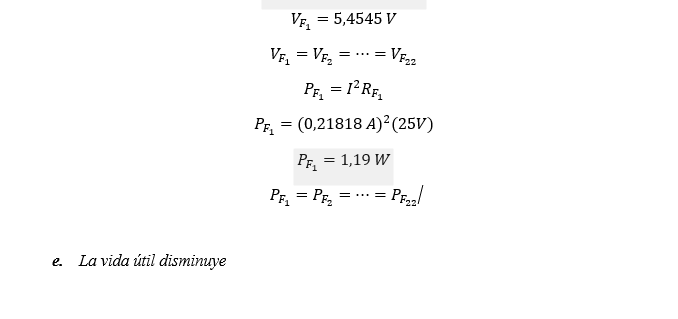 V_{F_1} = 5,4545 V
V_{F_1} = V_{F_2} = ⋯ = V_{F_{22}}
P_{F_1} = I^2 R_{F_1}
P_{F_1} = (0,21818 A)^2(25V)
P_{F_1} = 1,19 W
P_{F_1} = P_{F_2} = ⋯ = P_{F_{22}}/
e. La vida útil disminuye